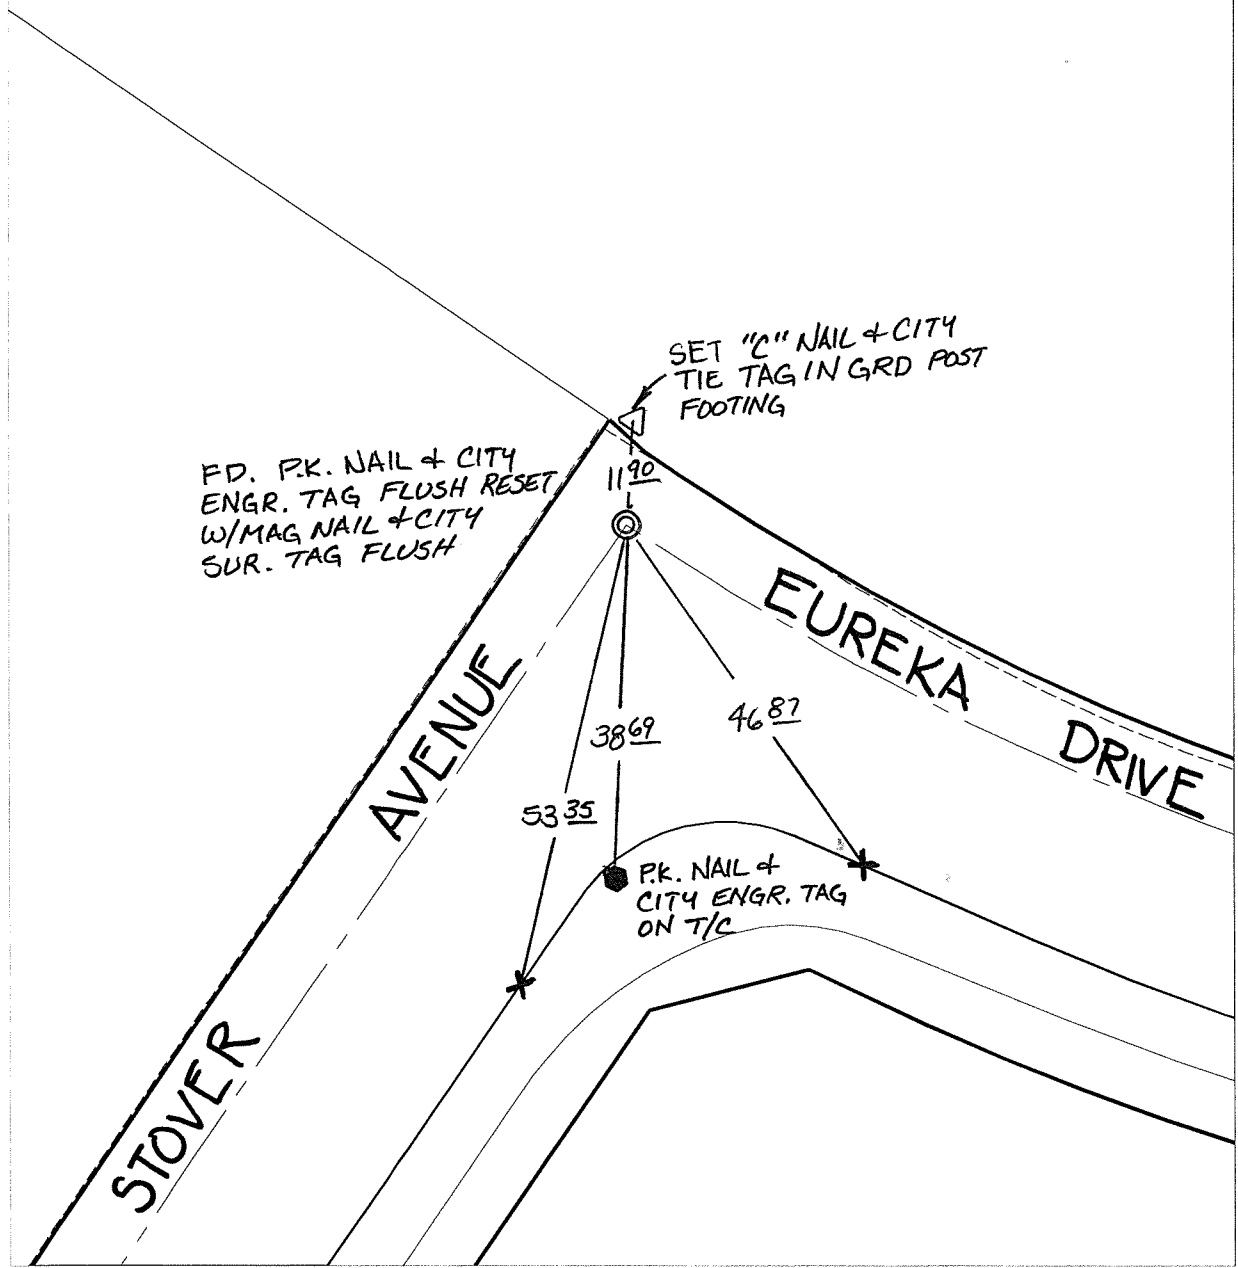 SET "C" NAIL & CITY
TIE TAG IN GRD POST
FOOTING
FD. P.K. NAIL & CITY
ENGR. TAG FLUSH RESET
W/MAG NAIL & CITY
SUR. TAG FLUSH
11 90
EUREKA DRIVE
STOVER AVENUE
38 69
46 87
53 35
P.K. NAIL &
CITY ENGR. TAG
ON T/C